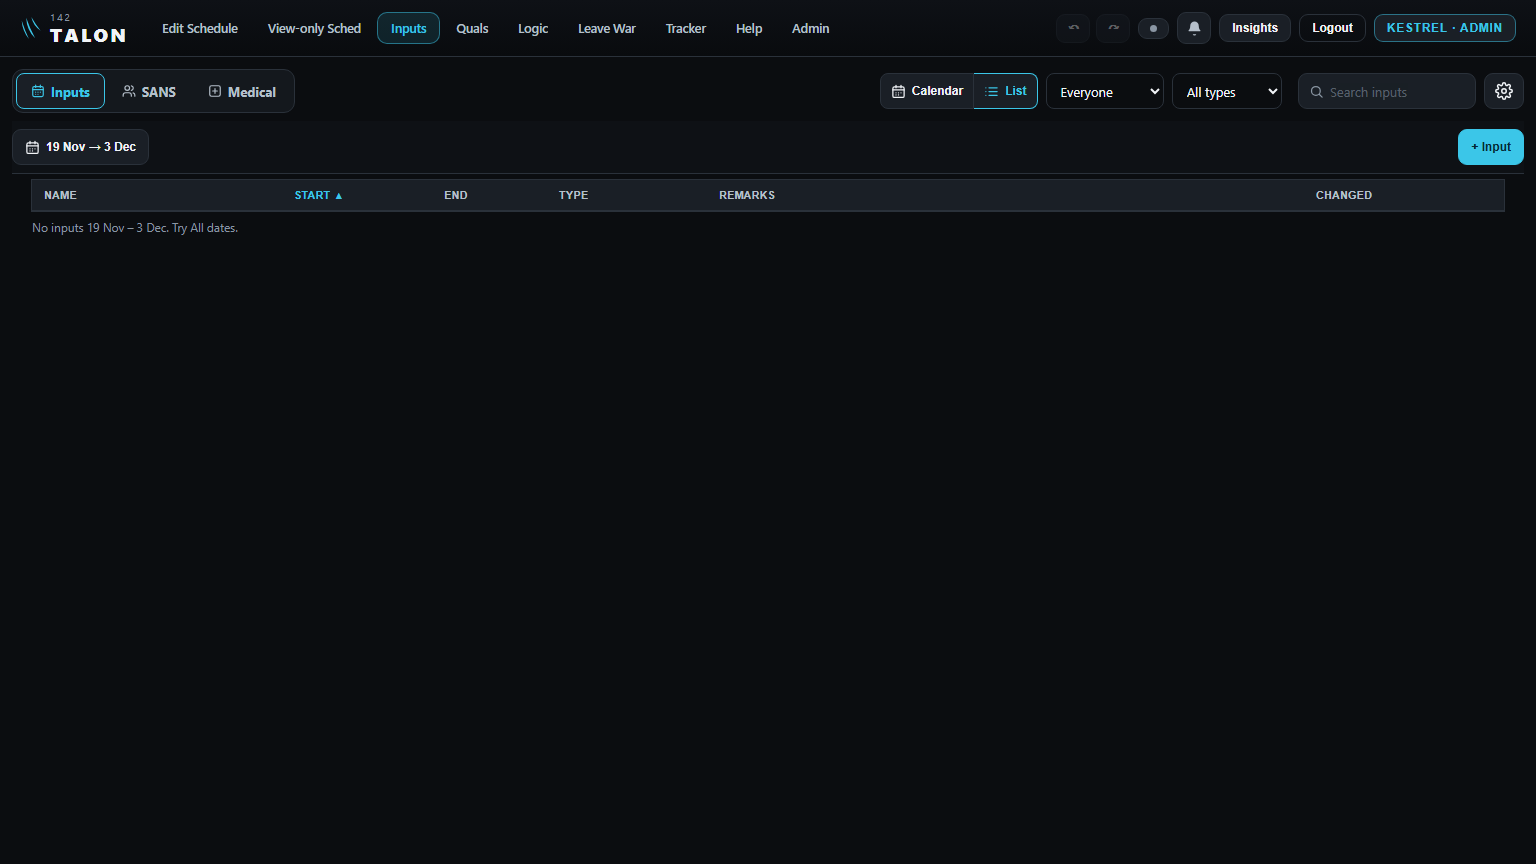 142
TALON
Edit Schedule
View-only Sched
Inputs
Quals
Logic
Leave War
Tracker
Help
Admin
Insights
Logout
KESTREL · ADMIN
Inputs
SANS
Medical
Calendar
List
Everyone
All types
Search inputs
19 Nov → 3 Dec
+ Input
NAME
START ▲
END
TYPE
REMARKS
CHANGED
No inputs 19 Nov – 3 Dec. Try All dates.